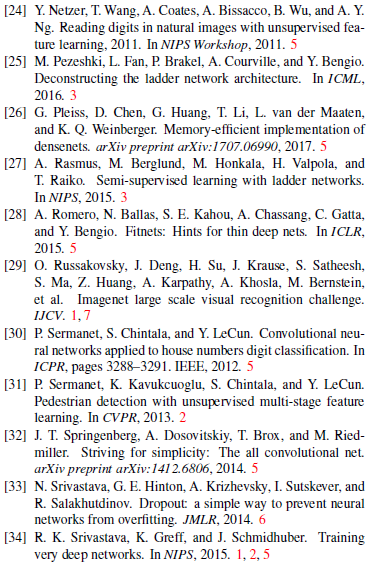 [24] Y. Netzer, T. Wang, A. Coates, A. Bissacco, B. Wu, and A. Y.
Ng. Reading digits in natural images with unsupervised fea-
ture learning, 2011. In NIPS Workshop, 2011. 5
[25] M. Pezeshki, L. Fan, P. Brakel, A. Courville, and Y. Bengio.
Deconstructing the ladder network architecture. In ICML,
2016. 3
[26] G. Pleiss, D. Chen, G. Huang, T. Li, L. van der Maaten,
and K. Q. Weinberger. Memory-efficient implementation of
densenets. arXiv preprint arXiv:1707.06990, 2017. 5
[27] A. Rasmus, M. Berglund, M. Honkala, H. Valpola, and
T. Raiko. Semi-supervised learning with ladder networks.
In NIPS, 2015. 3
[28] A. Romero, N. Ballas, S. E. Kahou, A. Chassang, C. Gatta,
and Y. Bengio. Fitnets: Hints for thin deep nets. In ICLR,
2015. 5
[29] O. Russakovsky, J. Deng, H. Su, J. Krause, S. Satheesh,
S. Ma, Z. Huang, A. Karpathy, A. Khosla, M. Bernstein,
et al. Imagenet large scale visual recognition challenge.
IJCV. 1, 7
[30] P. Sermanet, S. Chintala, and Y. LeCun. Convolutional neu-
ral networks applied to house numbers digit classification. In
ICPR, pages 3288–3291. IEEE, 2012. 5
[31] P. Sermanet, K. Kavukcuoglu, S. Chintala, and Y. LeCun.
Pedestrian detection with unsupervised multi-stage feature
learning. In CVPR, 2013. 2
[32] J. T. Springenberg, A. Dosovitskiy, T. Brox, and M. Ried-
miller. Striving for simplicity: The all convolutional net.
arXiv preprint arXiv:1412.6806, 2014. 5
[33] N. Srivastava, G. E. Hinton, A. Krizhevsky, I. Sutskever, and
R. Salakhutdinov. Dropout: a simple way to prevent neural
networks from overfitting. JMLR, 2014. 6
[34] R. K. Srivastava, K. Greff, and J. Schmidhuber. Training
very deep networks. In NIPS, 2015. 1, 2, 5